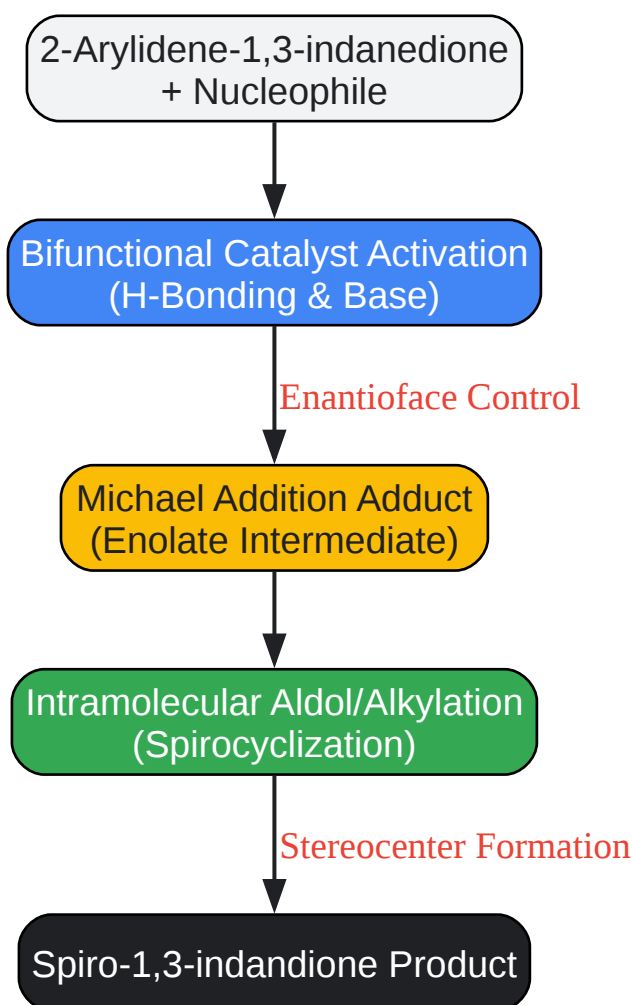 2-Arylidene-1,3-indanedione
+ Nucleophile
Bifunctional Catalyst Activation
(H-Bonding & Base)
Enantioface Control
Michael Addition Adduct
(Enolate Intermediate)
Intramolecular Aldol/Alkylation
(Spirocyclization)
Stereocenter Formation
Spiro-1,3-indandione Product